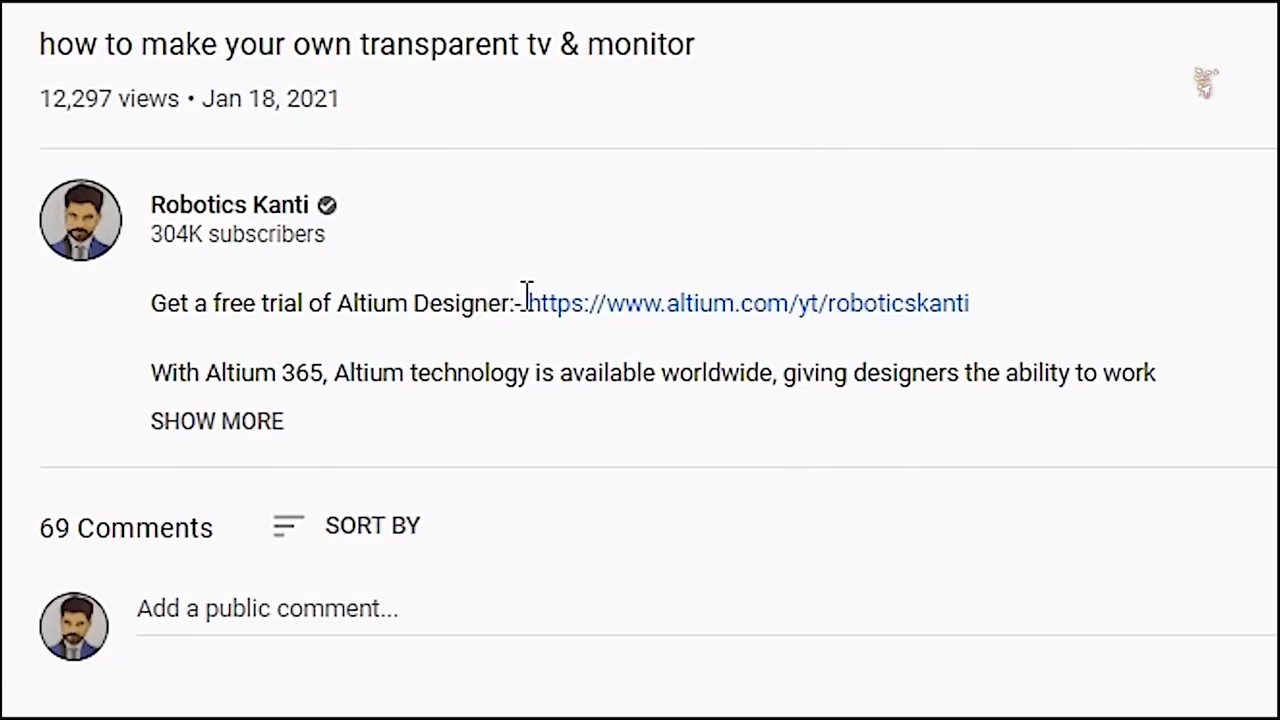 how to make your own transparent tv & monitor
12,297 views • Jan 18, 2021
Robotics Kanti
304K subscribers
Get a free trial of Altium Designer:- https://www.altium.com/yt/roboticskanti
With Altium 365, Altium technology is available worldwide, giving designers the ability to work
SHOW MORE
69 Comments
SORT BY
Add a public comment...